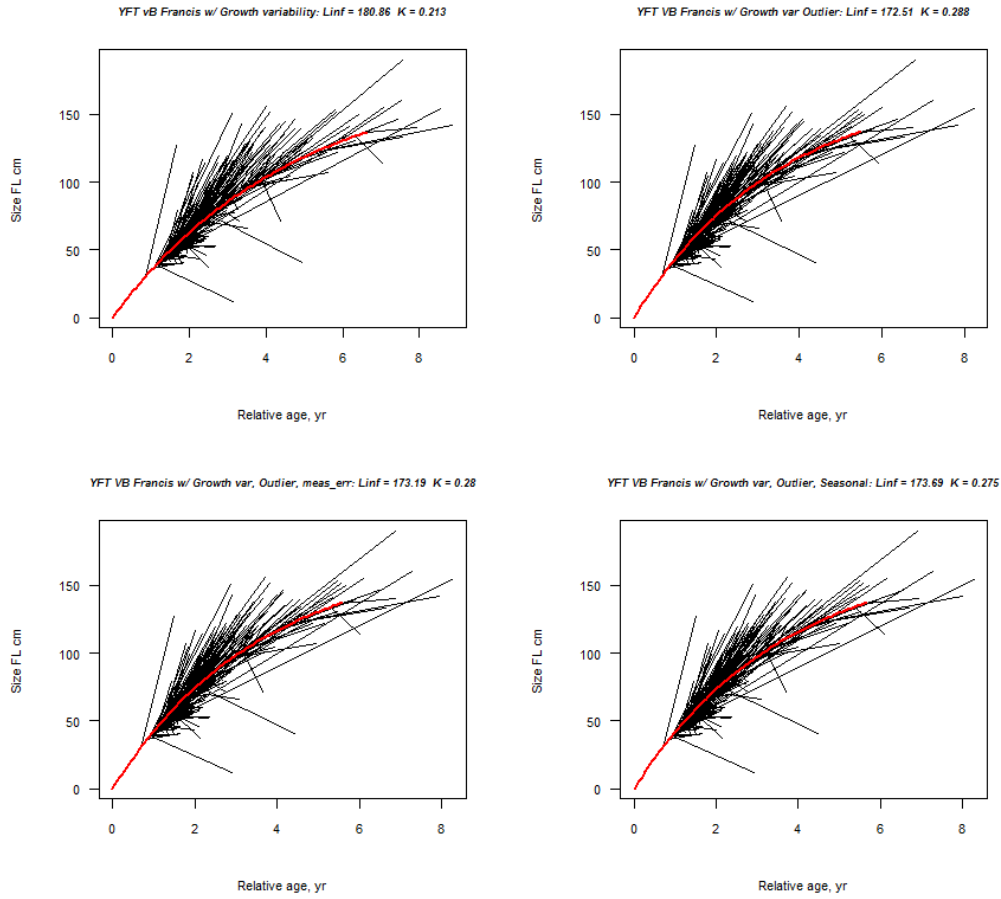 YFT vB Francis w/ Growth variability: Linf = 180.86 K = 0.213
Size FL cm
150
100
50
0
0 2 4 6 8
Relative age, yr
YFT VB Francis w/ Growth var Outlier: Linf = 172.51 K = 0.288
Size FL cm
150
100
50
0
0 2 4 6 8
Relative age, yr
YFT VB Francis w/ Growth var, Outlier, meas_err: Linf = 173.19 K = 0.28
Size FL cm
150
100
50
0
0 2 4 6 8
Relative age, yr
YFT VB Francis w/ Growth var, Outlier, Seasonal: Linf = 173.69 K = 0.275
Size FL cm
150
100
50
0
0 2 4 6 8
Relative age, yr